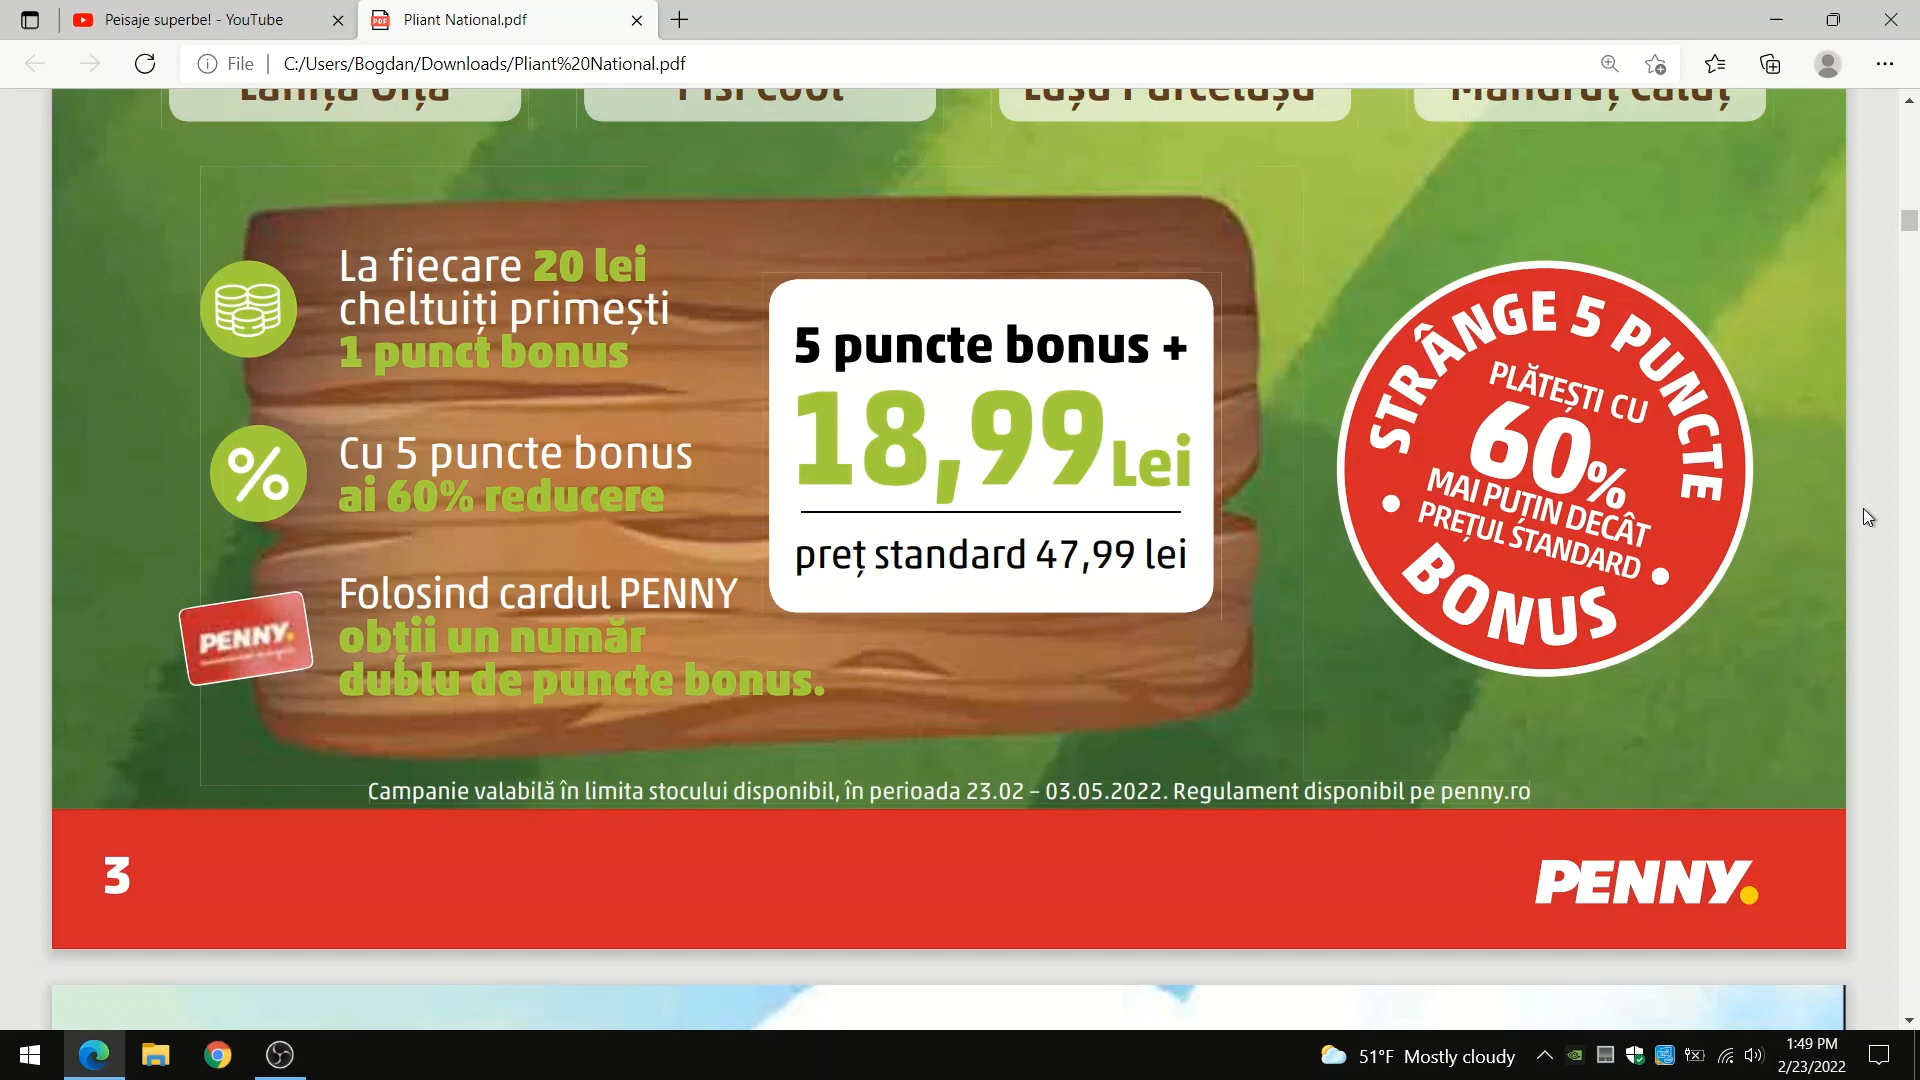 Peisaje superbe! - YouTube
Pliant National.pdf
File
C:/Users/Bogdan/Downloads/Pliant%20National.pdf
La fiecare 20 lei
cheltuiți primești
1 punct bonus
Cu 5 puncte bonus
ai 60% reducere
Folosind cardul PENNY
obții un număr
dublu de puncte bonus.
PENNY.
5 puncte bonus +
18,99 Lei
preț standard 47,99 lei
STRÂNGE 5 PUNCTE
PLĂTEȘTI CU
60%
MAI PUȚIN DECÂT
PREȚUL STANDARD
BONUS
Campanie valabilă în limita stocului disponibil, în perioada 23.02 – 03.05.2022. Regulament disponibil pe penny.ro
3
PENNY.
51°F Mostly cloudy
1:49 PM
2/23/2022